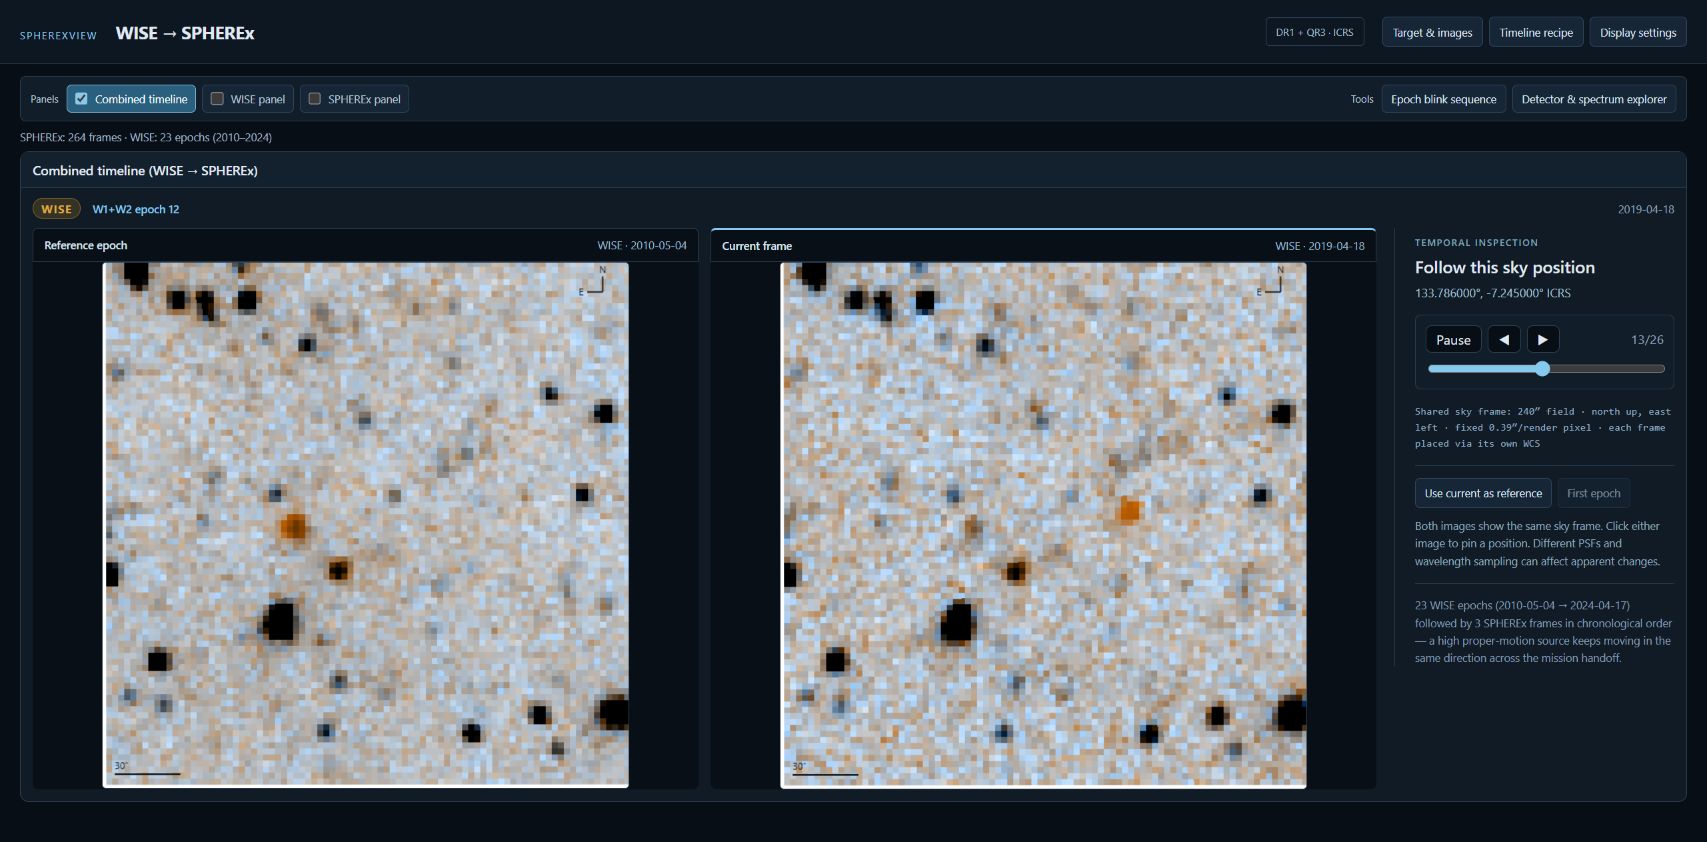 SPHEREXVIEW WISE → SPHEREx DR1 + QR3 · ICRS Target & images Timeline recipe Display settings
Panels Combined timeline WISE panel SPHEREx panel Tools Epoch blink sequence Detector & spectrum explorer
SPHEREx: 264 frames · WISE: 23 epochs (2010–2024)
Combined timeline (WISE → SPHEREx)
WISE W1+W2 epoch 12 2019-04-18
Reference epoch WISE · 2010-05-04
N
E
30"
Current frame WISE · 2019-04-18
N
E
30"
TEMPORAL INSPECTION
Follow this sky position
133.786000°, -7.245000° ICRS
Pause ◀ ▶ 13/26
Shared sky frame: 240″ field · north up, east
left · fixed 0.39″/render pixel · each frame
placed via its own WCS
Use current as reference First epoch
Both images show the same sky frame. Click either
image to pin a position. Different PSFs and
wavelength sampling can affect apparent changes.
23 WISE epochs (2010-05-04 → 2024-04-17)
followed by 3 SPHEREx frames in chronological order
— a high proper-motion source keeps moving in the
same direction across the mission handoff.